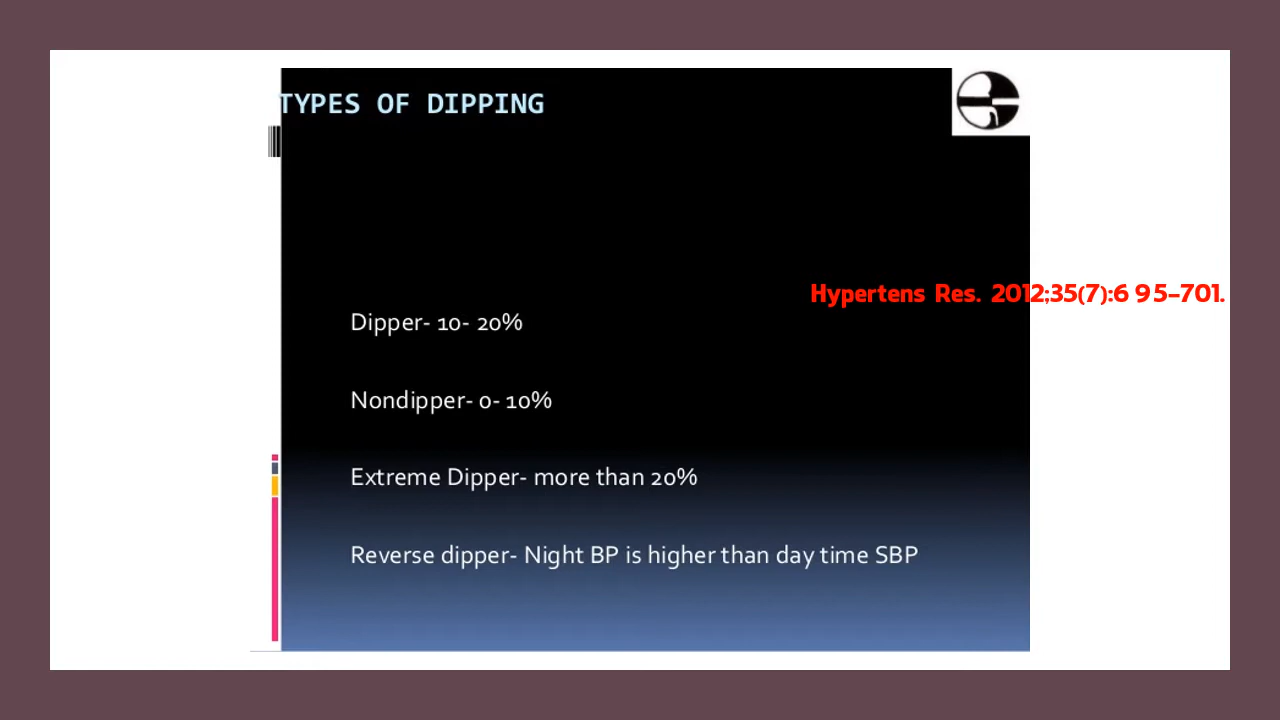 TYPES OF DIPPING
Hypertens Res. 2012;35(7):6 95-701.
Dipper- 10- 20%
Nondipper- 0- 10%
Extreme Dipper- more than 20%
Reverse dipper- Night BP is higher than day time SBP